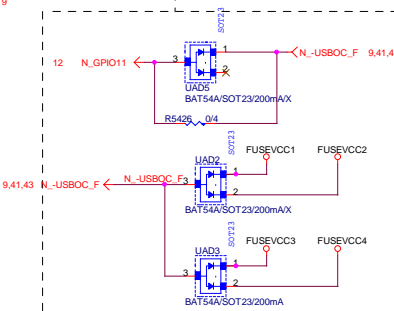 9
SOT23
12 N_GPIO11 3 1 N_-USBOC_F 9,41,4
2
UAD5
BAT54A/SOT23/200mA/X
R5426 0/4
SOT23
UAD2 FUSEVCC1 FUSEVCC2
9,41,43 N_-USBOC_F N_-USBOC_F 3 1
2
BAT54A/SOT23/200mA/X
SOT23
UAD3 FUSEVCC3 FUSEVCC4
3 1
2
BAT54A/SOT23/200mA